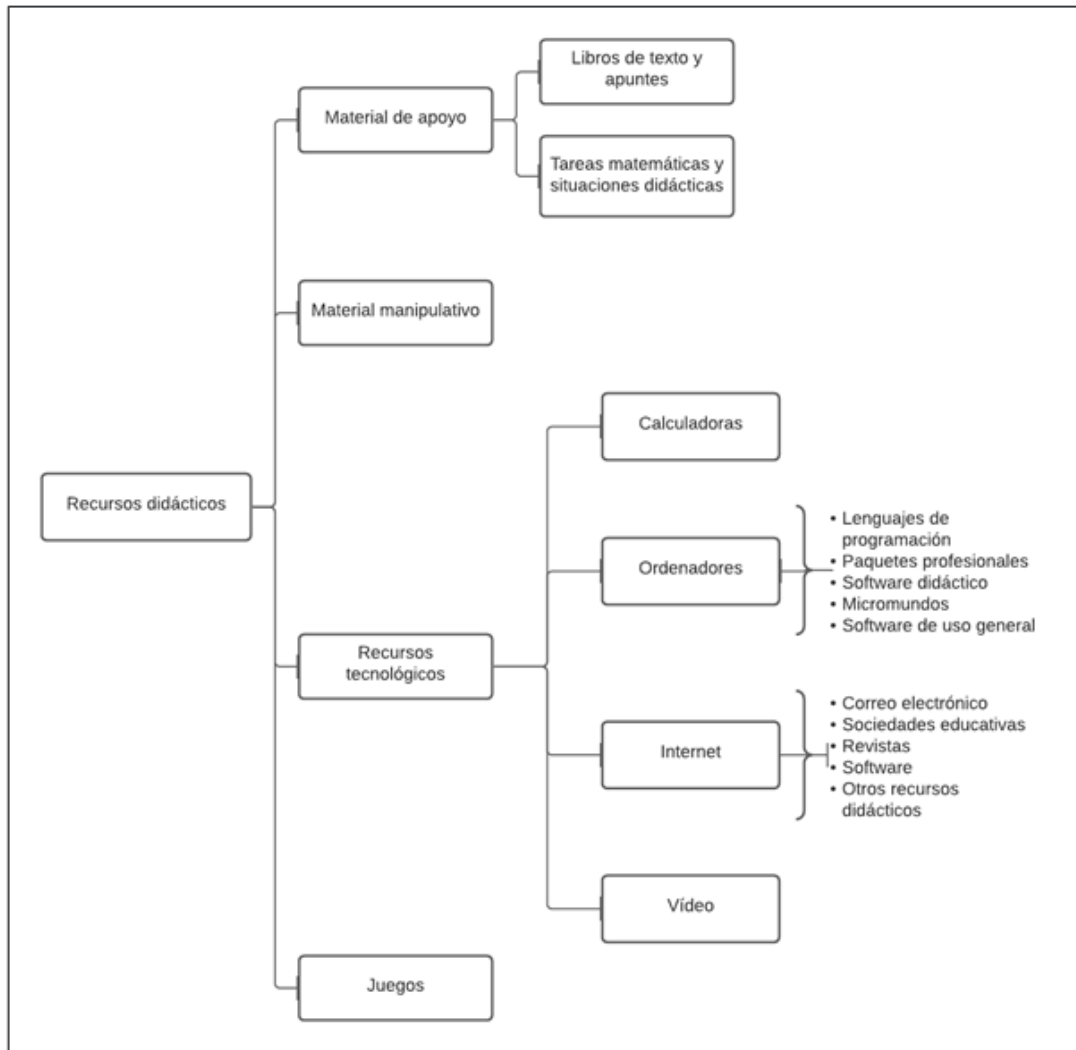 Libros de texto y
apuntes
Material de apoyo
Tareas matemáticas y
situaciones didácticas
Material manipulativo
Calculadoras
Recursos didácticos
Ordenadores
• Lenguajes de
programación
• Paquetes profesionales
• Software didáctico
• Micromundos
• Software de uso general
Recursos
tecnológicos
Internet
• Correo electrónico
• Sociedades educativas
• Revistas
• Software
• Otros recursos
didácticos
Vídeo
Juegos